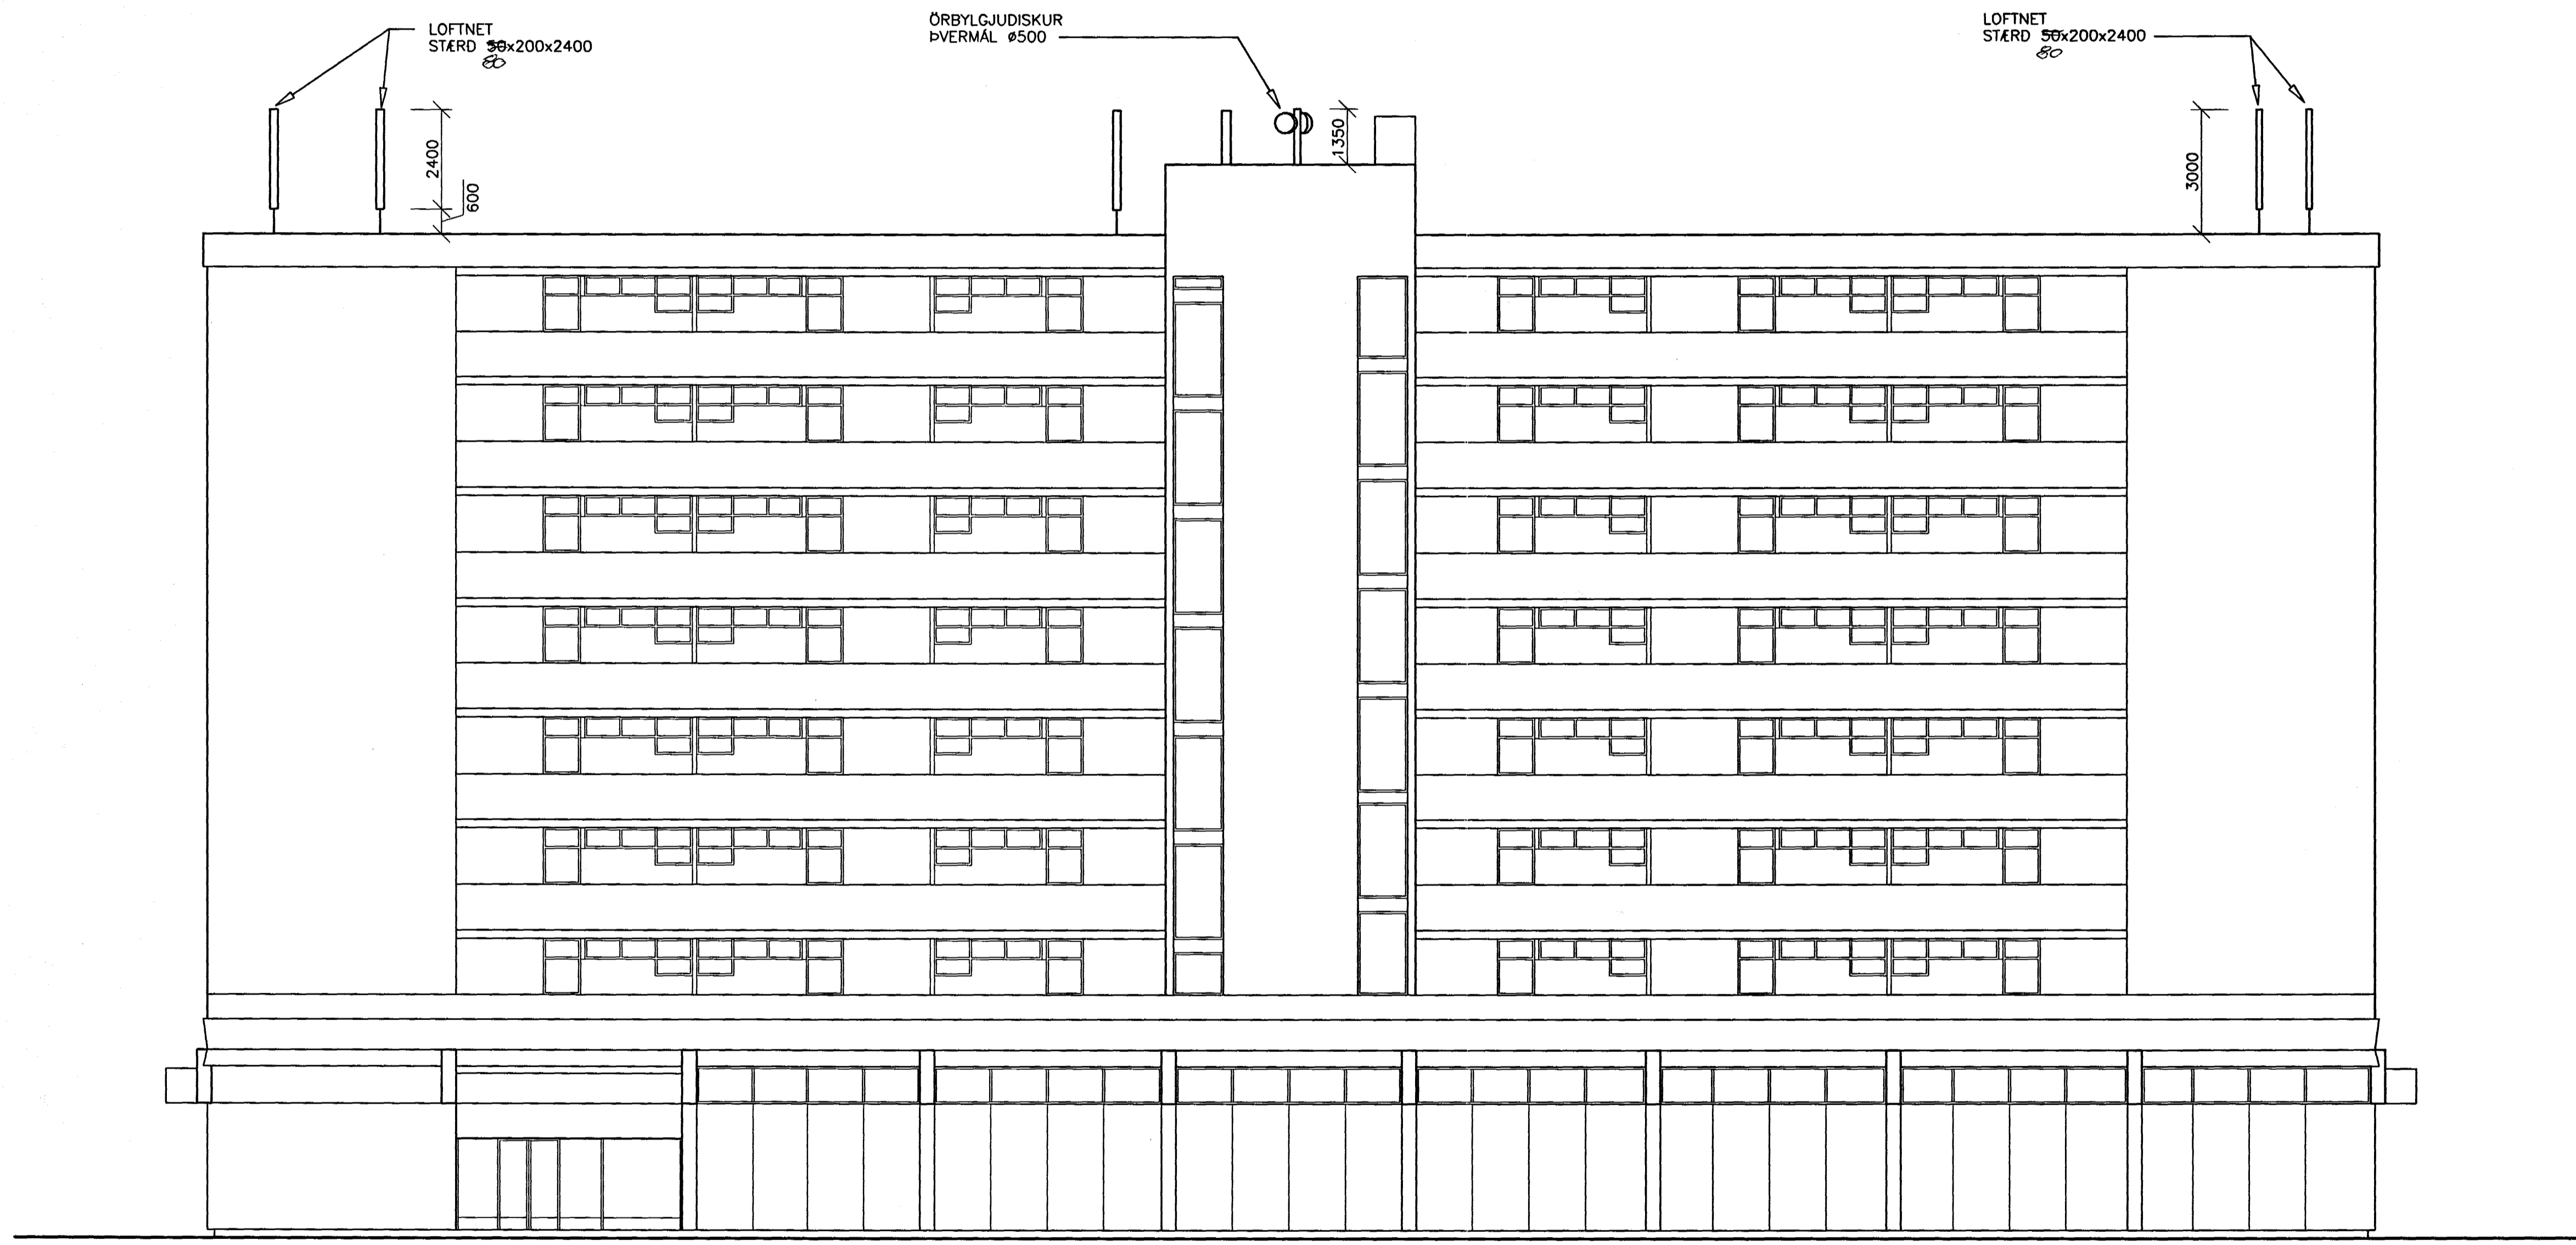 LOFTNET
STÆRD 50x200x2400
80
ÖRBYLGJUDISKUR
ÞVERMÁL ø500
LOFTNET
STÆRD 50x200x2400
80
2400
600
1350
3000